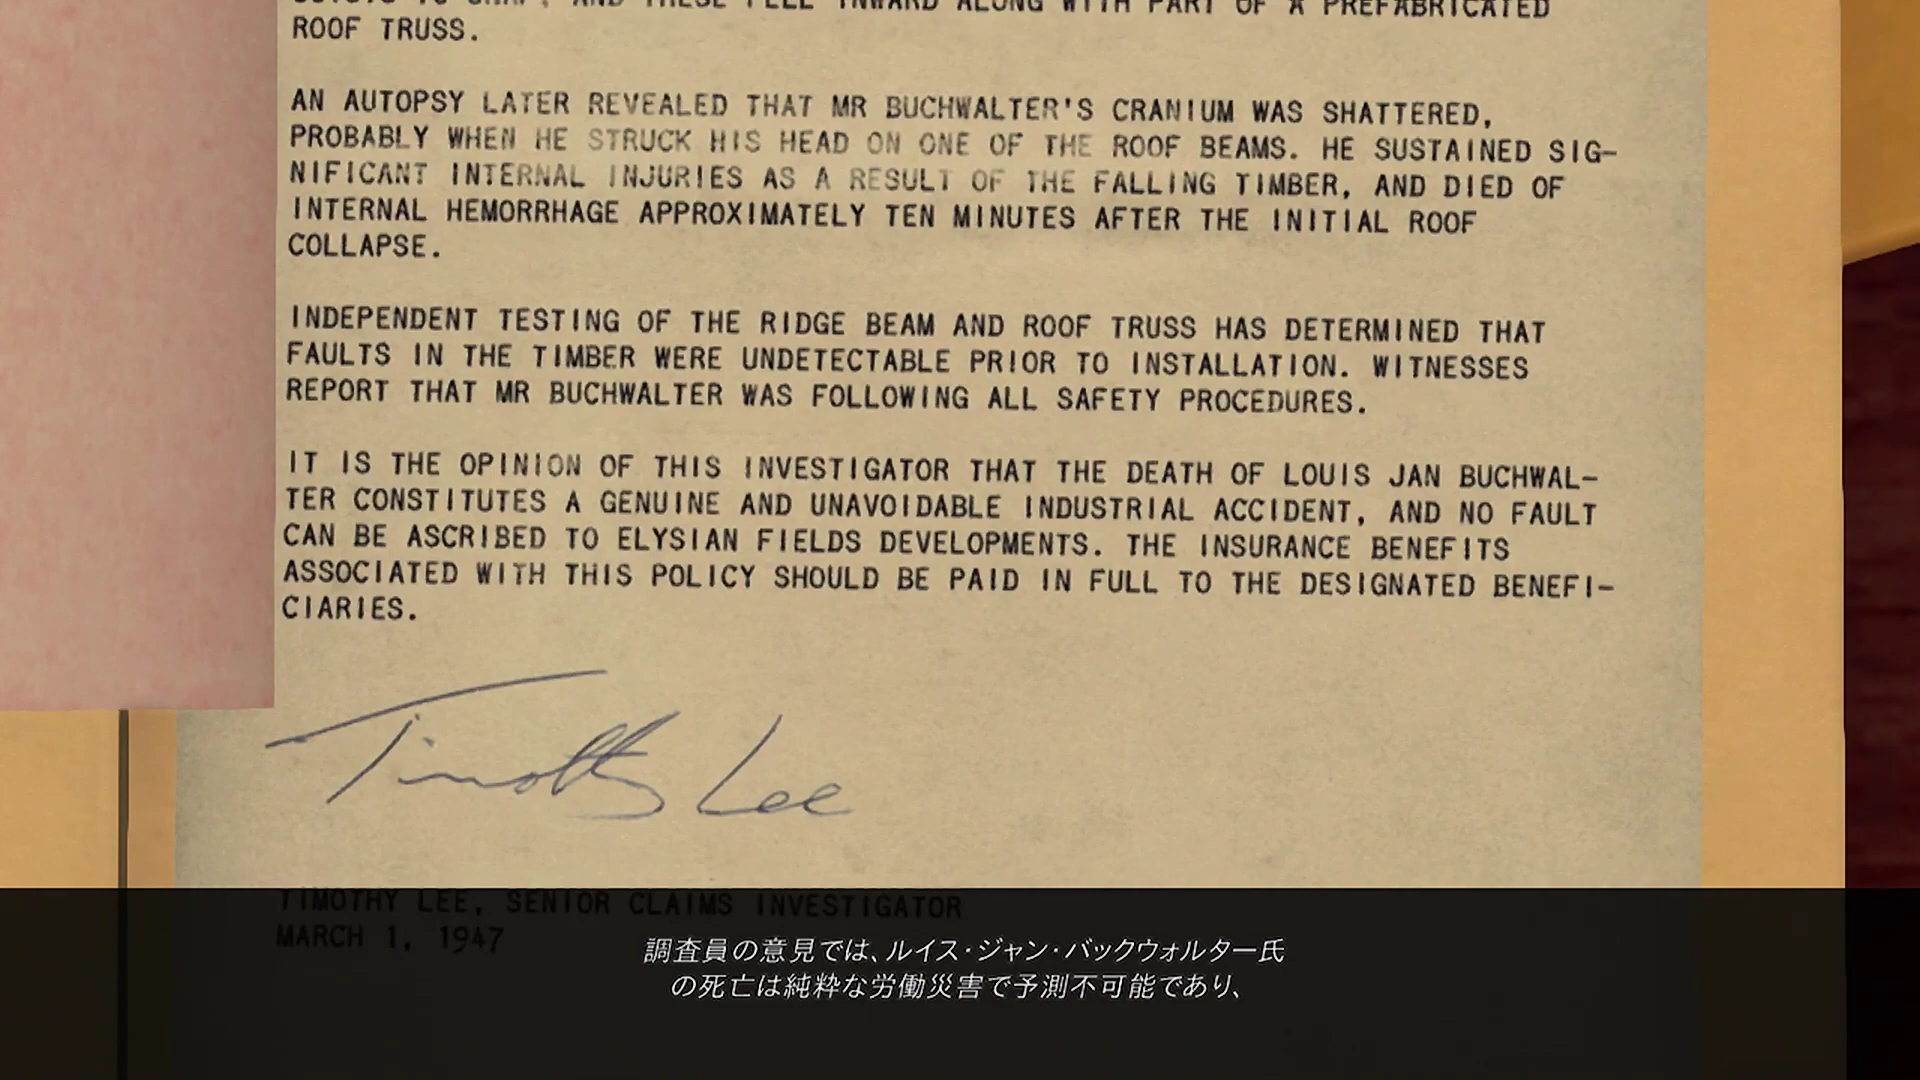 AND THESE FELL INWARD ALONG WITH PART OF A PREFABRICATED
ROOF TRUSS.
AN AUTOPSY LATER REVEALED THAT MR BUCHWALTER'S CRANIUM WAS SHATTERED,
PROBABLY WHEN HE STRUCK HIS HEAD ON ONE OF THE ROOF BEAMS. HE SUSTAINED SIG-
NIFICANT INTERNAL INJURIES AS A RESULT OF THE FALLING TIMBER, AND DIED OF
INTERNAL HEMORRHAGE APPROXIMATELY TEN MINUTES AFTER THE INITIAL ROOF
COLLAPSE.
INDEPENDENT TESTING OF THE RIDGE BEAM AND ROOF TRUSS HAS DETERMINED THAT
FAULTS IN THE TIMBER WERE UNDETECTABLE PRIOR TO INSTALLATION. WITNESSES
REPORT THAT MR BUCHWALTER WAS FOLLOWING ALL SAFETY PROCEDURES.
IT IS THE OPINION OF THIS INVESTIGATOR THAT THE DEATH OF LOUIS JAN BUCHWAL-
TER CONSTITUTES A GENUINE AND UNAVOIDABLE INDUSTRIAL ACCIDENT, AND NO FAULT
CAN BE ASCRIBED TO ELYSIAN FIELDS DEVELOPMENTS. THE INSURANCE BENEFITS
ASSOCIATED WITH THIS POLICY SHOULD BE PAID IN FULL TO THE DESIGNATED BENEFI-
CIARIES.
Timothy Lee
TIMOTHY LEE, SENIOR CLAIMS INVESTIGATOR
MARCH 1, 1947
調査員の意見では、ルイス・ジャン・バックウォルター氏
の死亡は純粋な労働災害で予測不可能であり、